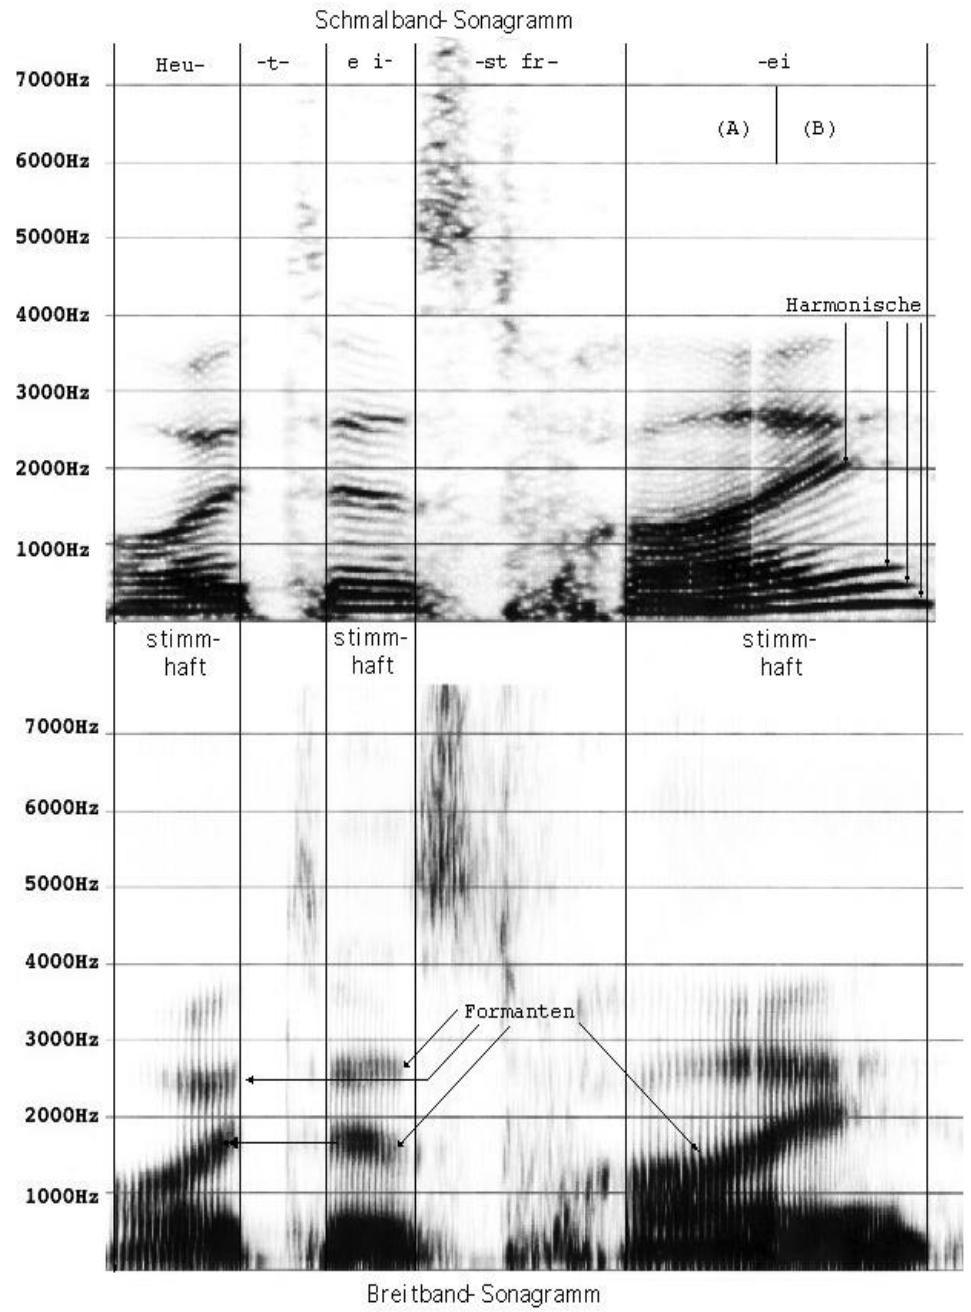 Schmalband-Sonagramm
Heu- -t- e i- -st fr- -ei
7000Hz
(A) (B)
6000Hz
5000Hz
4000Hz
Harmonische
3000Hz
2000Hz
1000Hz
stimm-
haft
stimm-
haft
stimm-
haft
7000Hz
6000Hz
5000Hz
4000Hz
Formanten
3000Hz
2000Hz
1000Hz
Breitband-Sonagramm